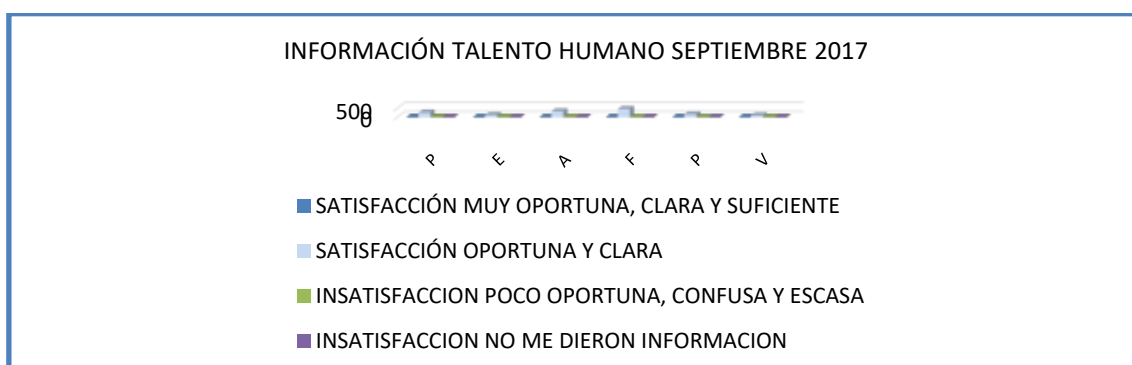 INFORMACIÓN TALENTO HUMANO SEPTIEMBRE 2017
500
0
P E A F P V
SATISFACCIÓN MUY OPORTUNA, CLARA Y SUFICIENTE
SATISFACCIÓN OPORTUNA Y CLARA
INSATISFACCION POCO OPORTUNA, CONFUSA Y ESCASA
INSATISFACCION NO ME DIERON INFORMACION